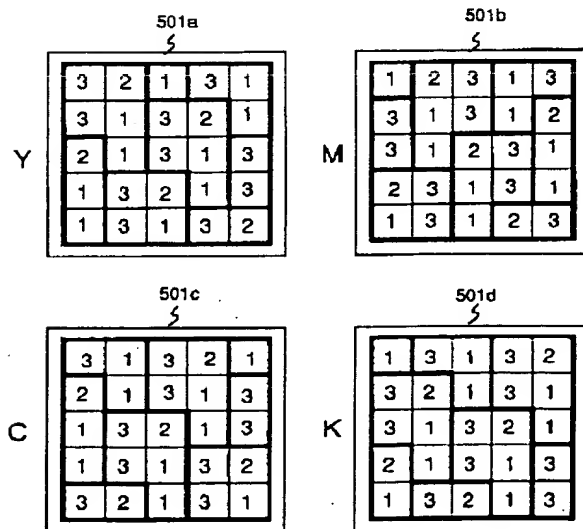 501a
Y
3 2 1 3 1
3 1 3 2 1
2 1 3 1 3
1 3 2 1 3
1 3 1 3 2
501b
M
1 2 3 1 3
3 1 3 1 2
3 1 2 3 1
2 3 1 3 1
1 3 1 2 3
501c
C
3 1 3 2 1
2 1 3 1 3
1 3 2 1 3
1 3 1 3 2
3 2 1 3 1
501d
K
1 3 1 3 2
3 2 1 3 1
3 1 3 2 1
2 1 3 1 3
1 3 2 1 3